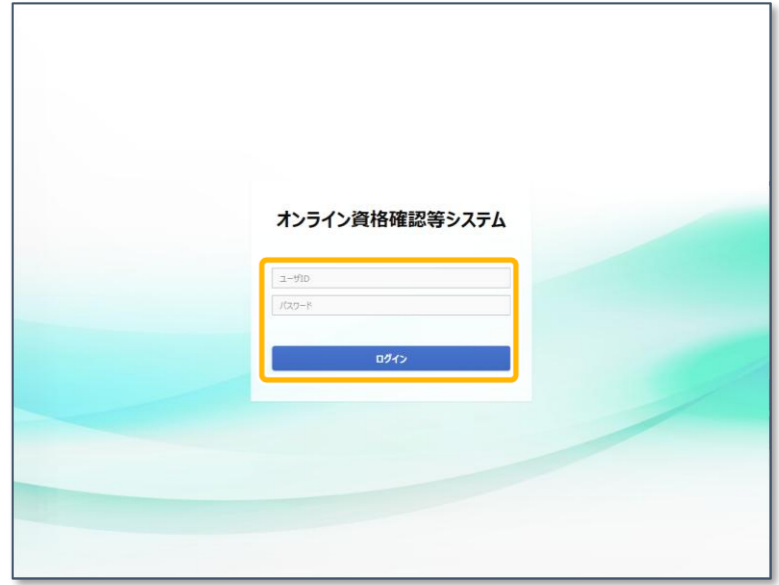 オンライン資格確認等システム
ユーザID
パスワード
ログイン